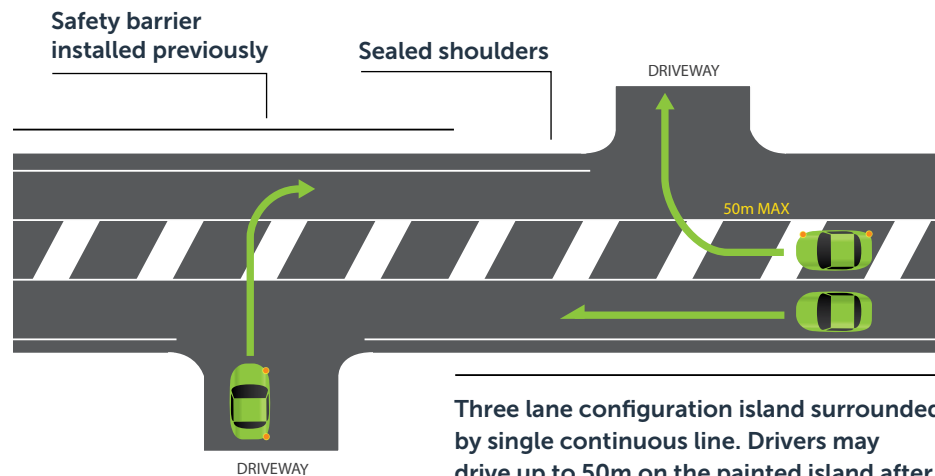 Safety barrier
installed previously
Sealed shoulders
DRIVEWAY
50m MAX
DRIVEWAY
Three lane configuration island surrounded
by single continuous line. Drivers may
drive up to 50m on the painted island after